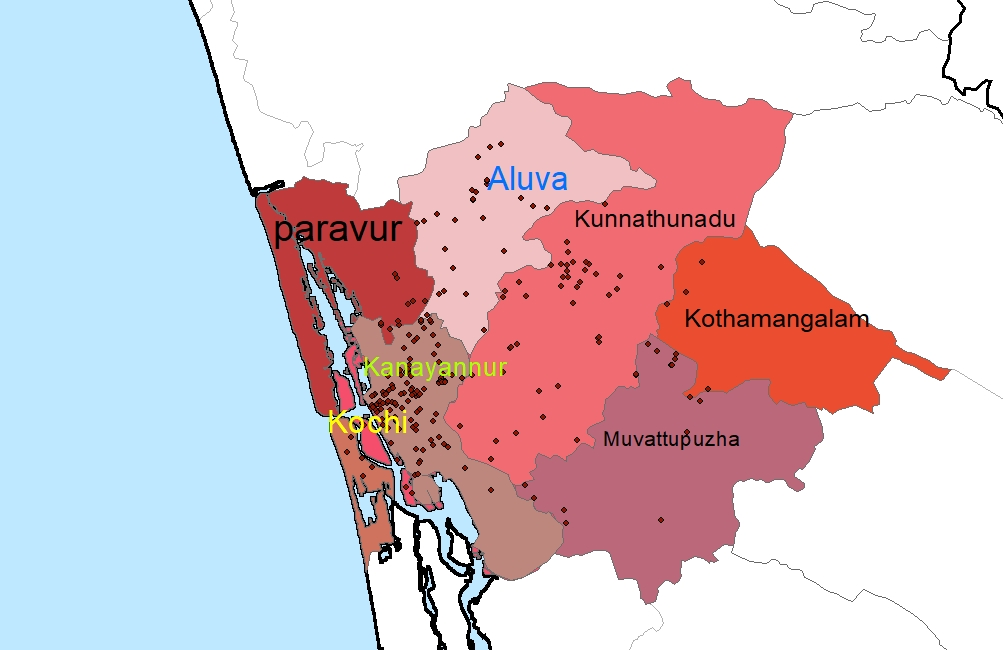 Aluva
Kunnathunadu
paravur
Kothamangalam
Kanayannur
Kochi
Muvattupuzha